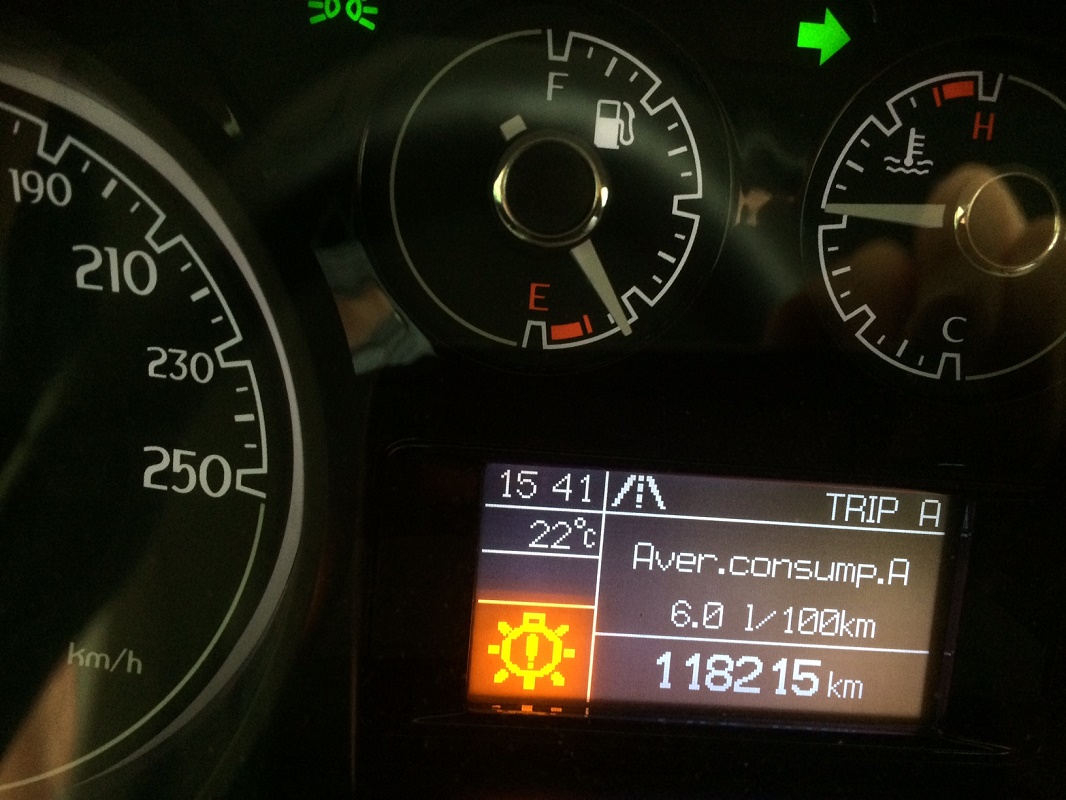 F
H
190
210
E
C
230
250
15 41
TRIP A
22°C
Aver.consump.A
6.0 l/100km
km/h
118215 km